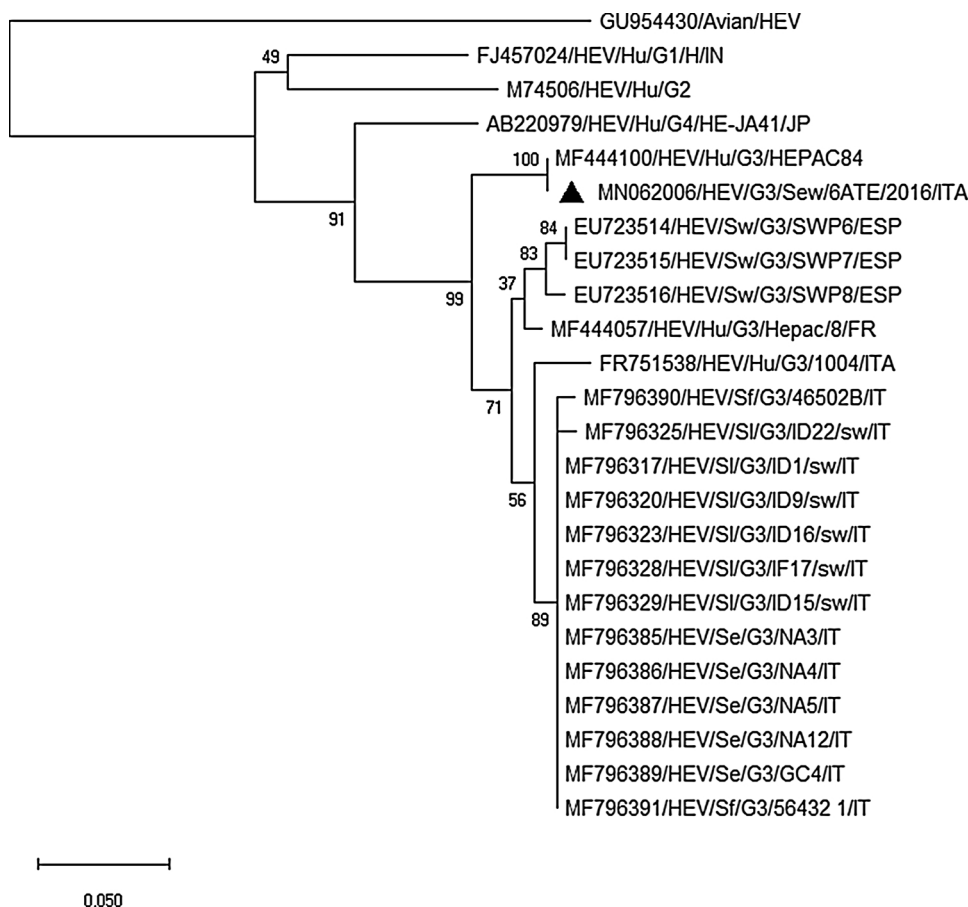 GU954430/Avian/HEV
49
FJ457024/HEV/Hu/G1/H/IN
M74506/HEV/Hu/G2
AB220979/HEV/Hu/G4/HE-JA41/JP
100
MF444100/HEV/Hu/G3/HEPAC84
MN062006/HEV/G3/Sew/6ATE/2016/ITA
91
84
EU723514/HEV/Sw/G3/SWP6/ESP
83
EU723515/HEV/Sw/G3/SWP7/ESP
37
EU723516/HEV/Sw/G3/SWP8/ESP
99
MF444057/HEV/Hu/G3/Hepac/8/FR
FR751538/HEV/Hu/G3/1004/ITA
71
MF796390/HEV/Sf/G3/46502B/IT
MF796325/HEV/Sl/G3/ID22/sw/IT
MF796317/HEV/Sl/G3/ID1/sw/IT
56
MF796320/HEV/Sl/G3/ID9/sw/IT
MF796323/HEV/Sl/G3/ID16/sw/IT
MF796328/HEV/Sl/G3/IF17/sw/IT
MF796329/HEV/Sl/G3/ID15/sw/IT
89
MF796385/HEV/Se/G3/NA3/IT
MF796386/HEV/Se/G3/NA4/IT
MF796387/HEV/Se/G3/NA5/IT
MF796388/HEV/Se/G3/NA12/IT
MF796389/HEV/Se/G3/GC4/IT
MF796391/HEV/Sf/G3/56432 1/IT
0.050